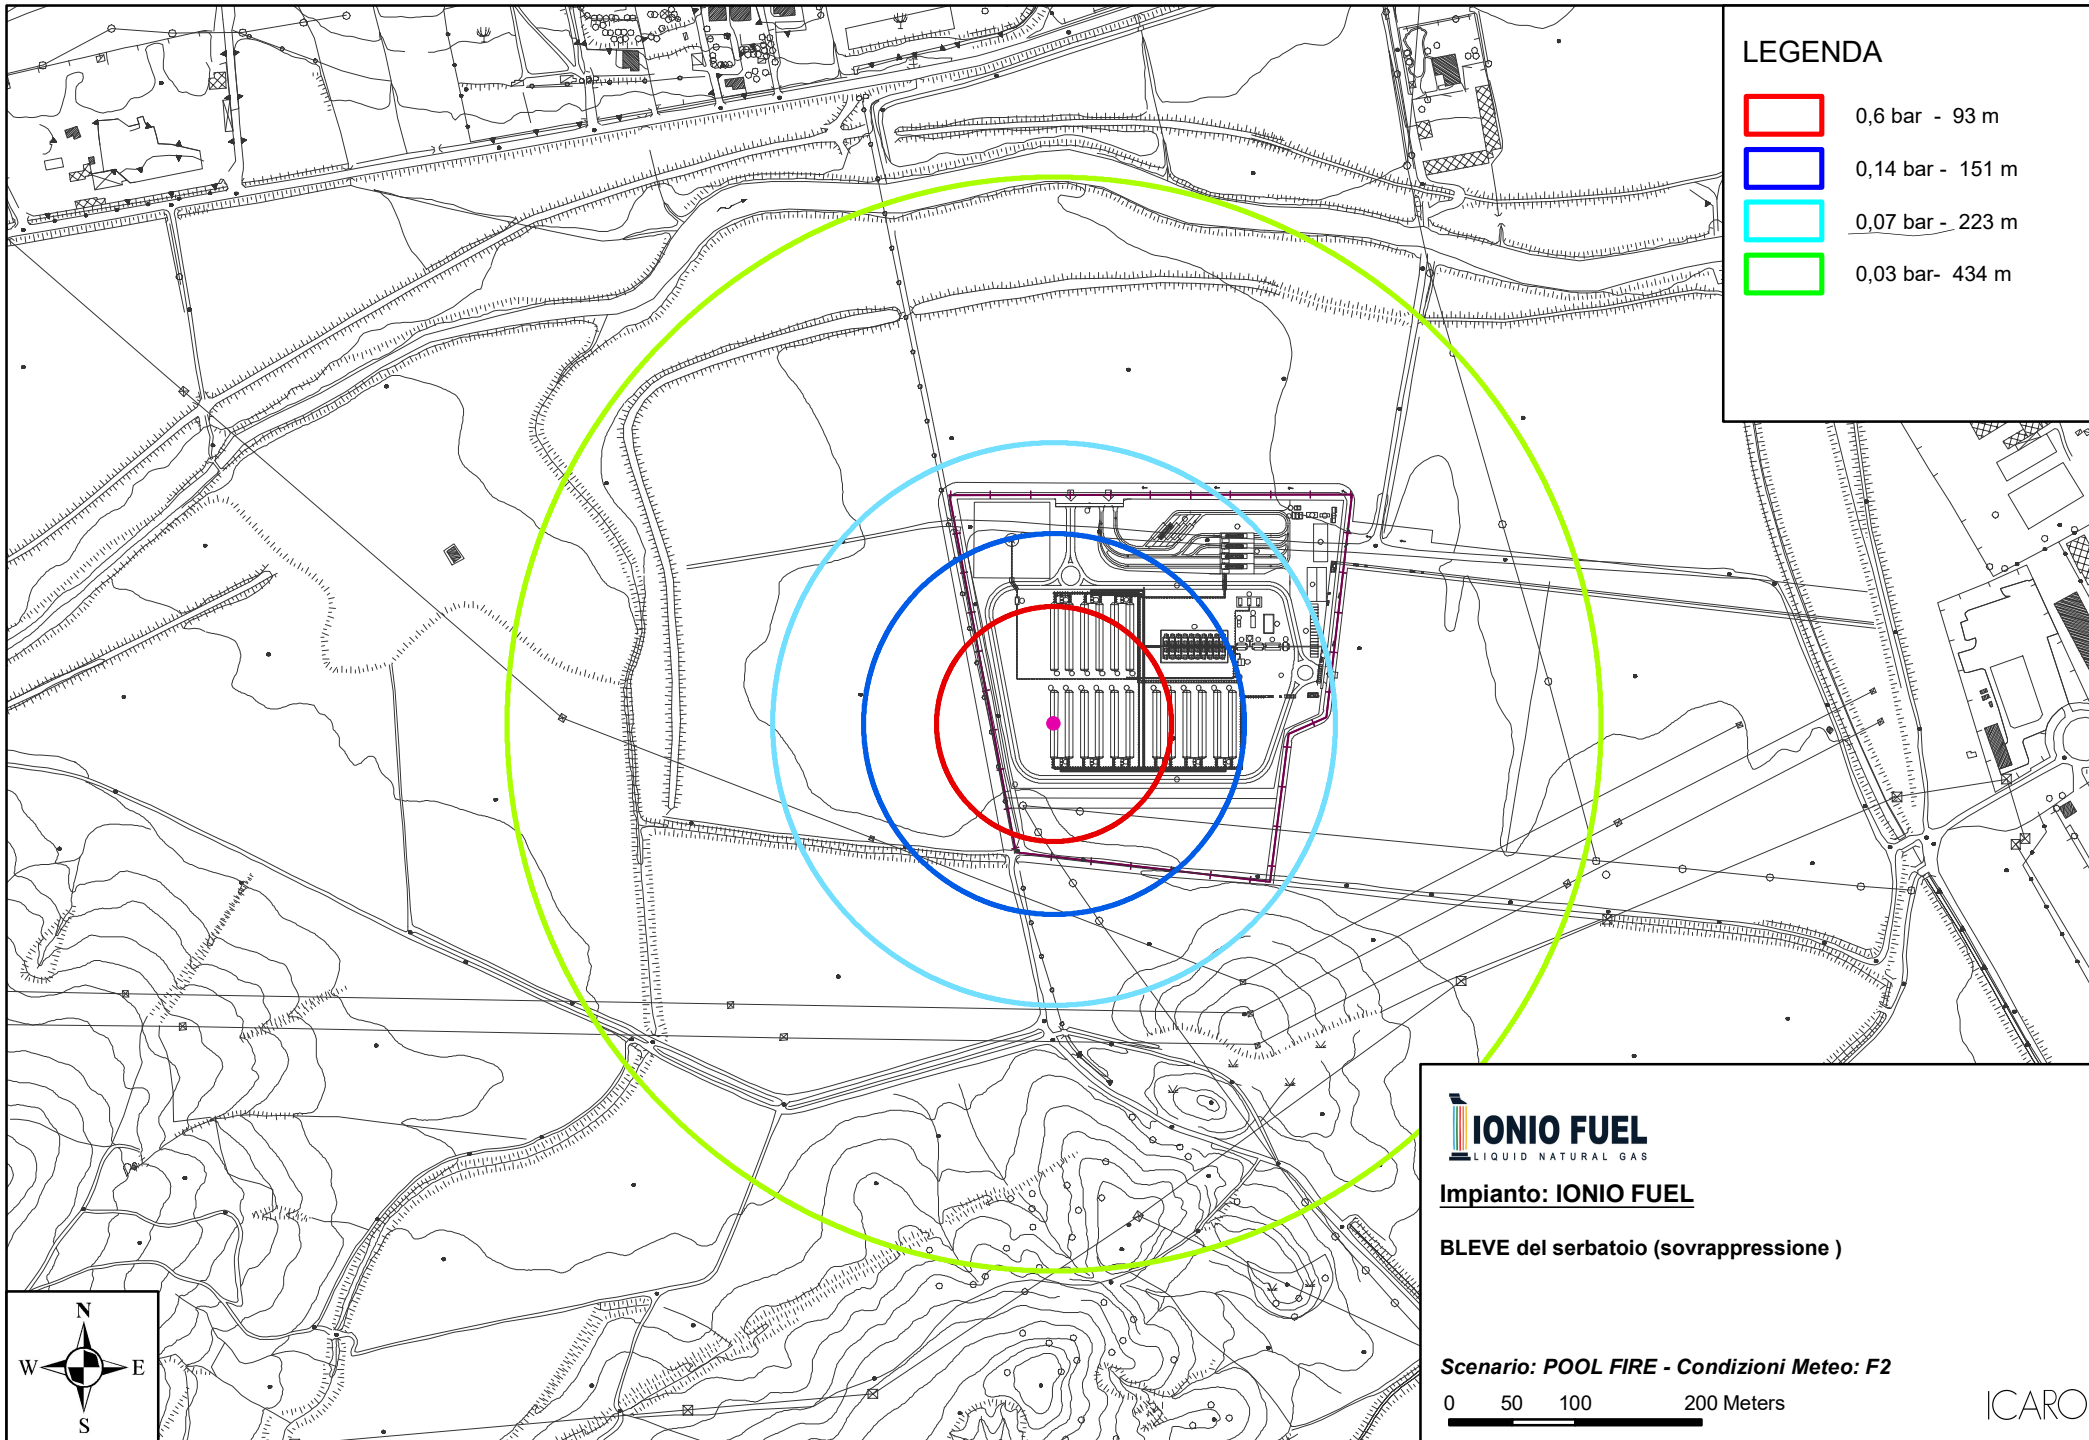 LEGENDA
0,6 bar - 93 m
0,14 bar - 151 m
0,07 bar - 223 m
0,03 bar- 434 m
IONIO FUEL
LIQUID NATURAL GAS
Impianto: IONIO FUEL
BLEVE del serbatoio (sovrappressione )
Scenario: POOL FIRE - Condizioni Meteo: F2
0 50 100 200 Meters
ICARO
N
W E
S